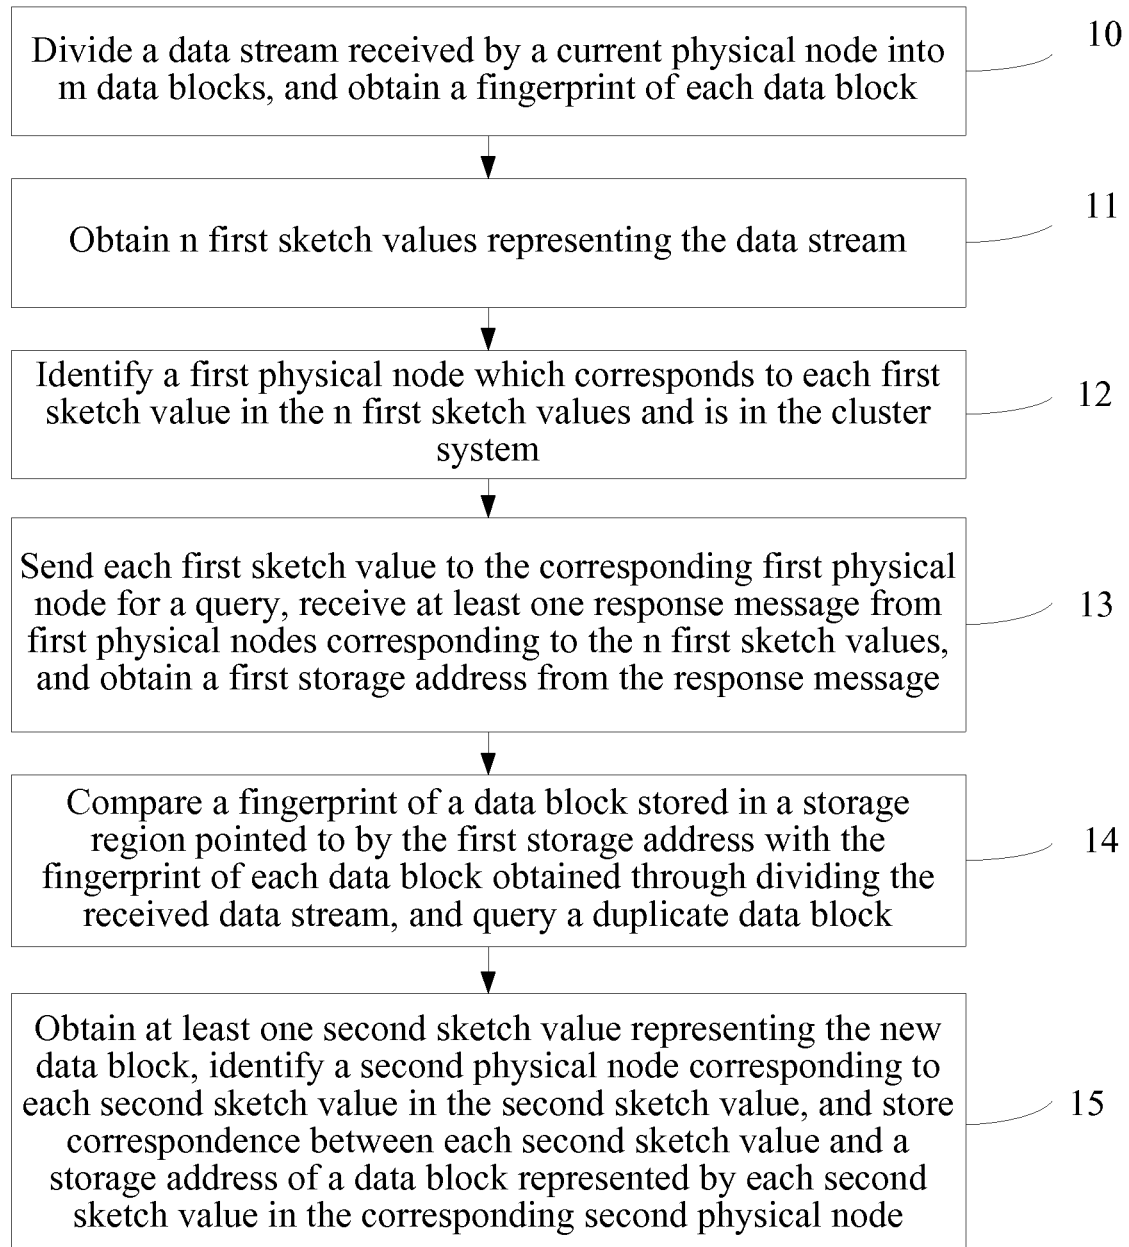 Divide a data stream received by a current physical node into
m data blocks, and obtain a fingerprint of each data block
10
Obtain n first sketch values representing the data stream
11
Identify a first physical node which corresponds to each first
sketch value in the n first sketch values and is in the cluster
system
12
Send each first sketch value to the corresponding first physical
node for a query, receive at least one response message from
first physical nodes corresponding to the n first sketch values,
and obtain a first storage address from the response message
13
Compare a fingerprint of a data block stored in a storage
region pointed to by the first storage address with the
fingerprint of each data block obtained through dividing the
received data stream, and query a duplicate data block
14
Obtain at least one second sketch value representing the new
data block, identify a second physical node corresponding to
each second sketch value in the second sketch value, and store
correspondence between each second sketch value and a
storage address of a data block represented by each second
sketch value in the corresponding second physical node
15